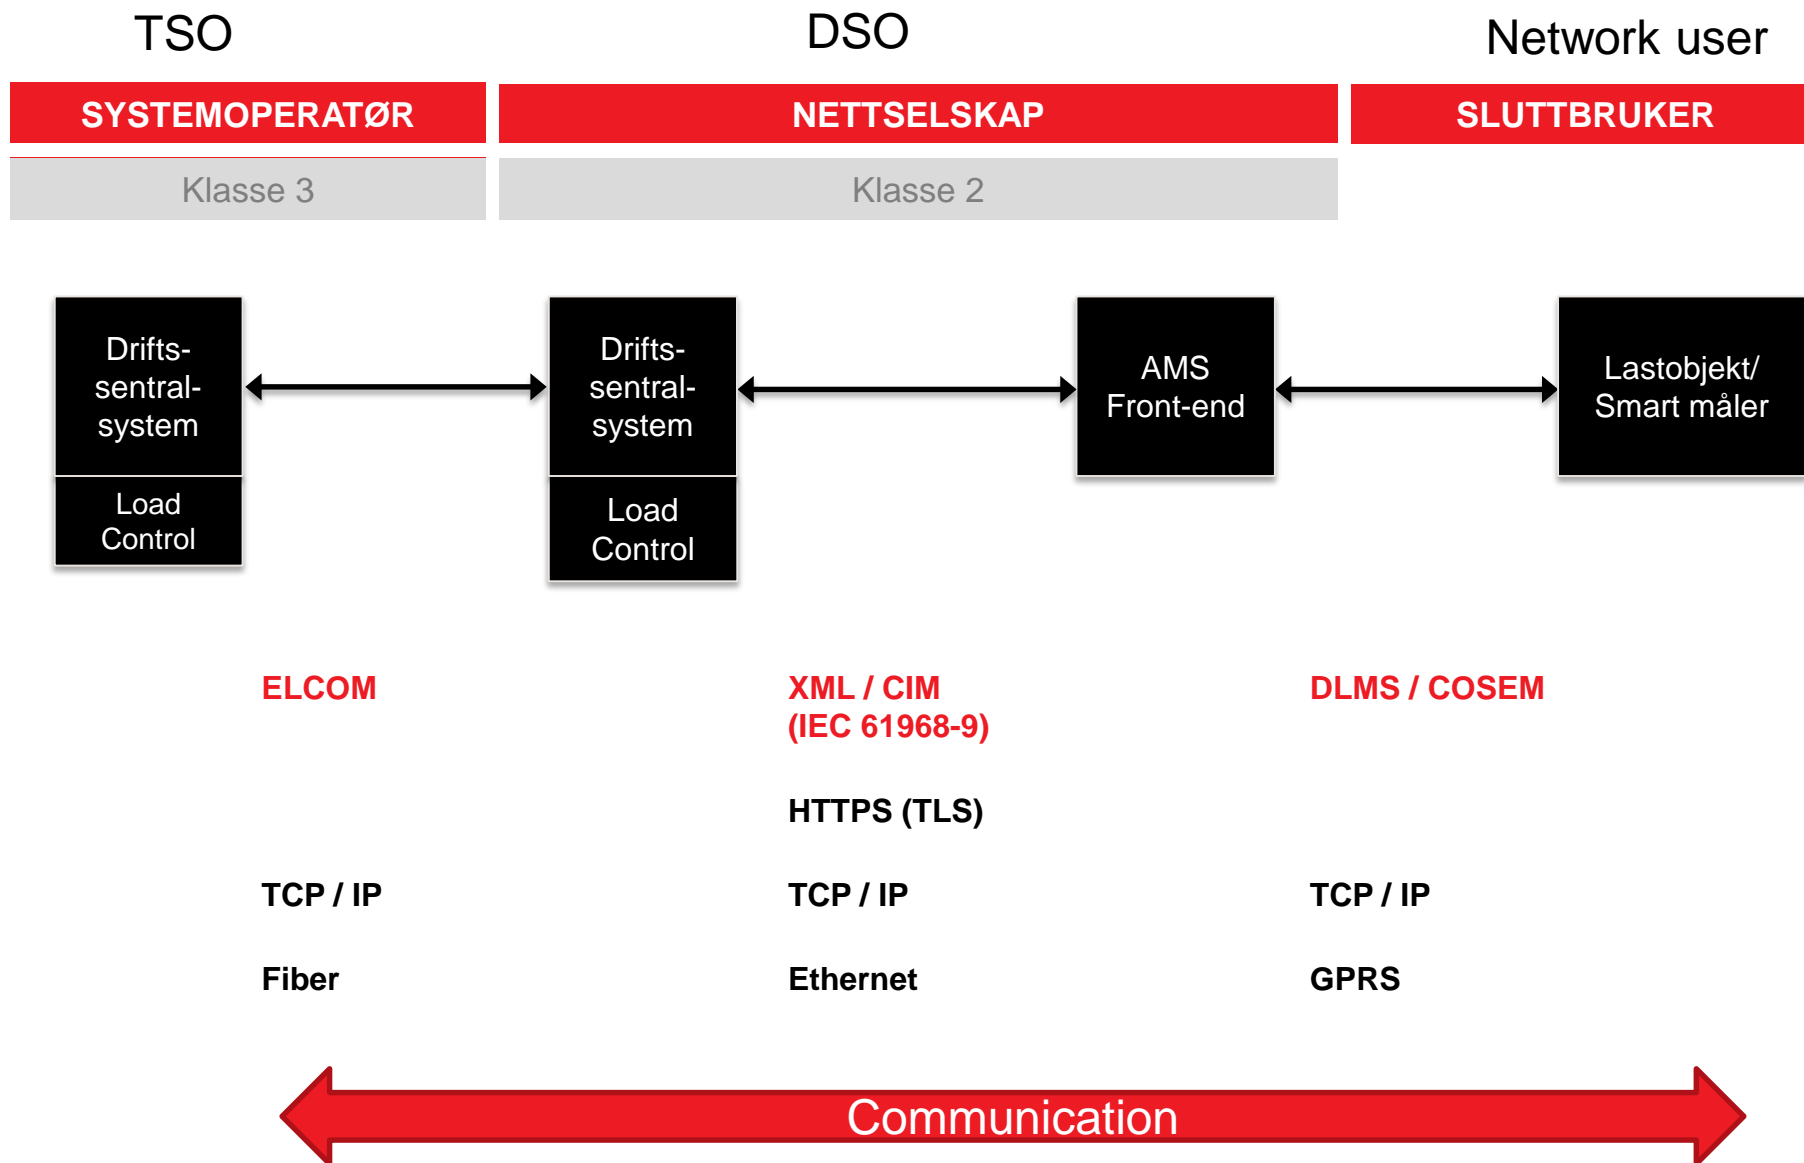 TSO
DSO
Network user
SYSTEMOPERATØR
NETTSELSKAP
SLUTTBRUKER
Klasse 3
Klasse 2
Drifts-
sentral-
system
Load
Control
Drifts-
sentral-
system
Load
Control
AMS
Front-end
Lastobjekt/
Smart måler
ELCOM
XML / CIM
(IEC 61968-9)
DLMS / COSEM
HTTPS (TLS)
TCP / IP
TCP / IP
TCP / IP
Fiber
Ethernet
GPRS
Communication